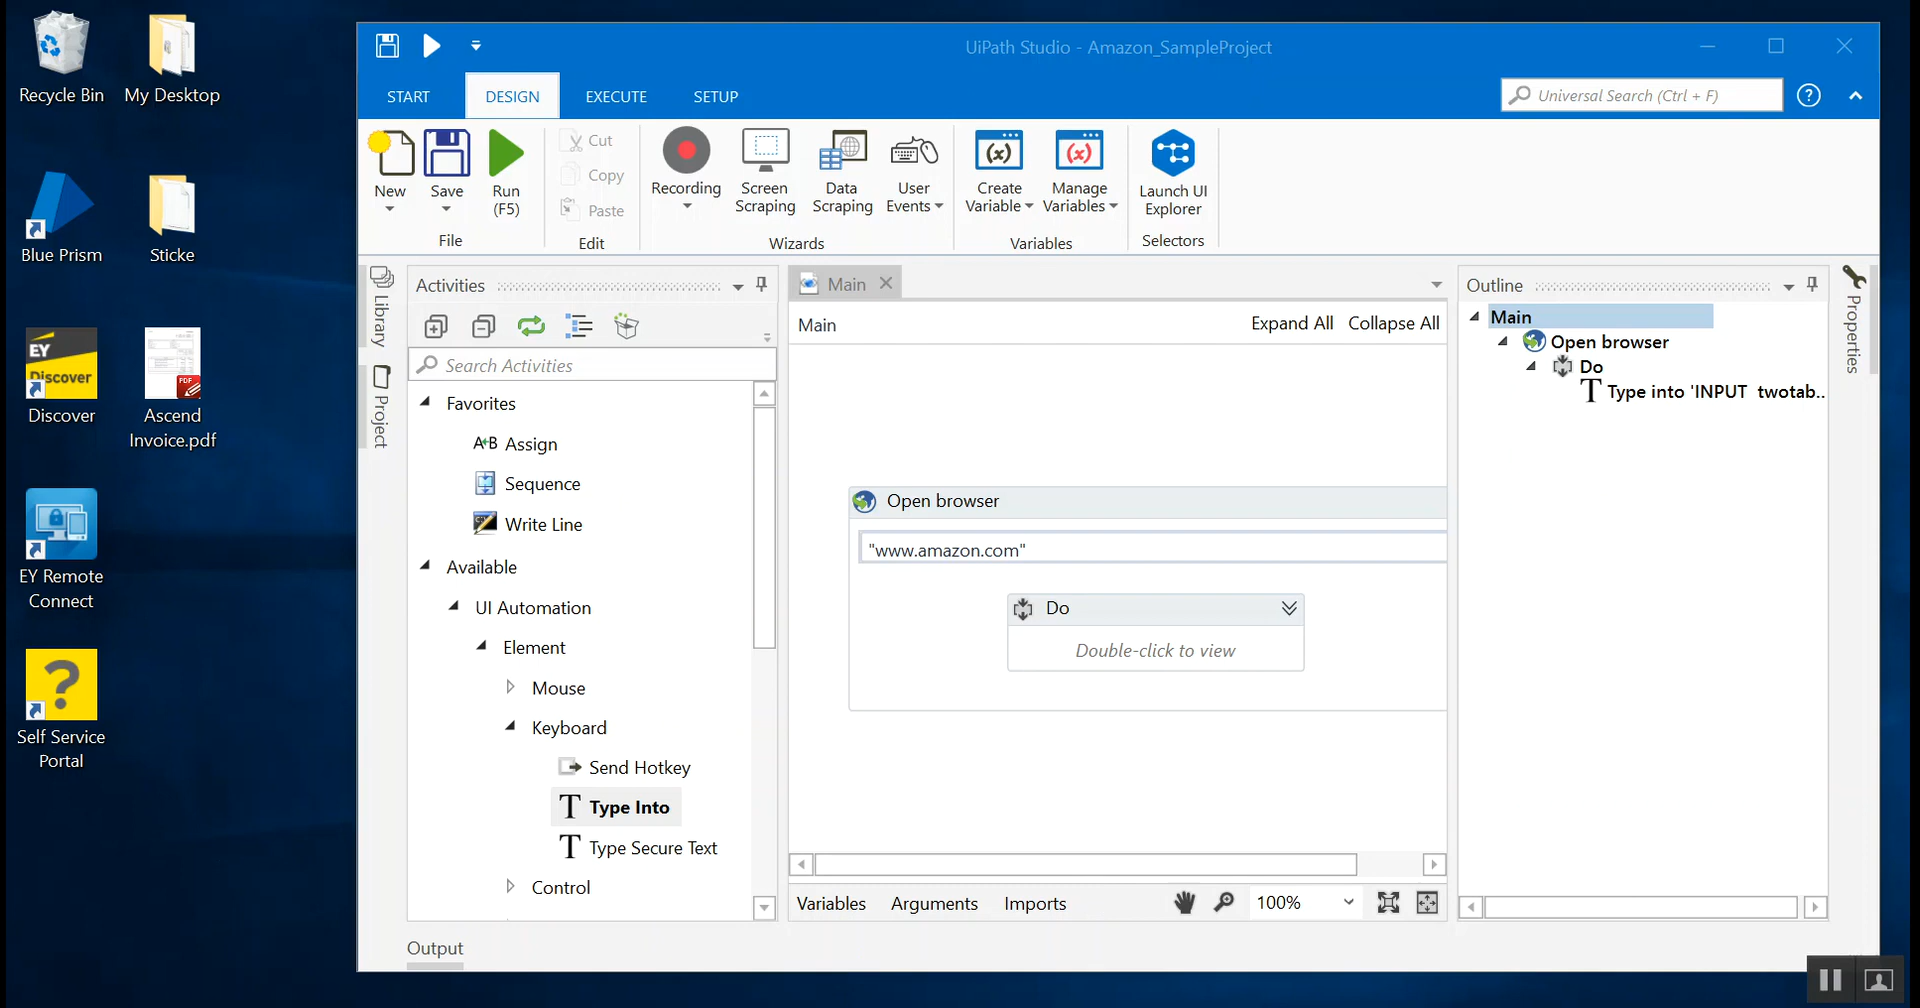 Recycle Bin
My Desktop
Blue Prism
Sticke
EY
Discover
Discover
PDF
Ascend
Invoice.pdf
EY Remote
Connect
?
Self Service
Portal
UiPath Studio - Amazon_SampleProject
START
DESIGN
EXECUTE
SETUP
Universal Search (Ctrl + F)
?
New
Save
Run
(F5)
File
Cut
Copy
Paste
Edit
Recording
Screen
Scraping
Data
Scraping
User
Events
Wizards
(x)
Create
Variable
(x)
Manage
Variables
Variables
Launch UI
Explorer
Selectors
Library
Project
Activities
Search Activities
Favorites
A+B Assign
Sequence
Write Line
Available
UI Automation
Element
Mouse
Keyboard
Send Hotkey
T Type Into
T Type Secure Text
Control
Main
Main
Expand All
Collapse All
Open browser
"www.amazon.com"
Do
Double-click to view
Variables
Arguments
Imports
100%
Outline
Main
Open browser
Do
T Type into 'INPUT twotab..
Properties
Output